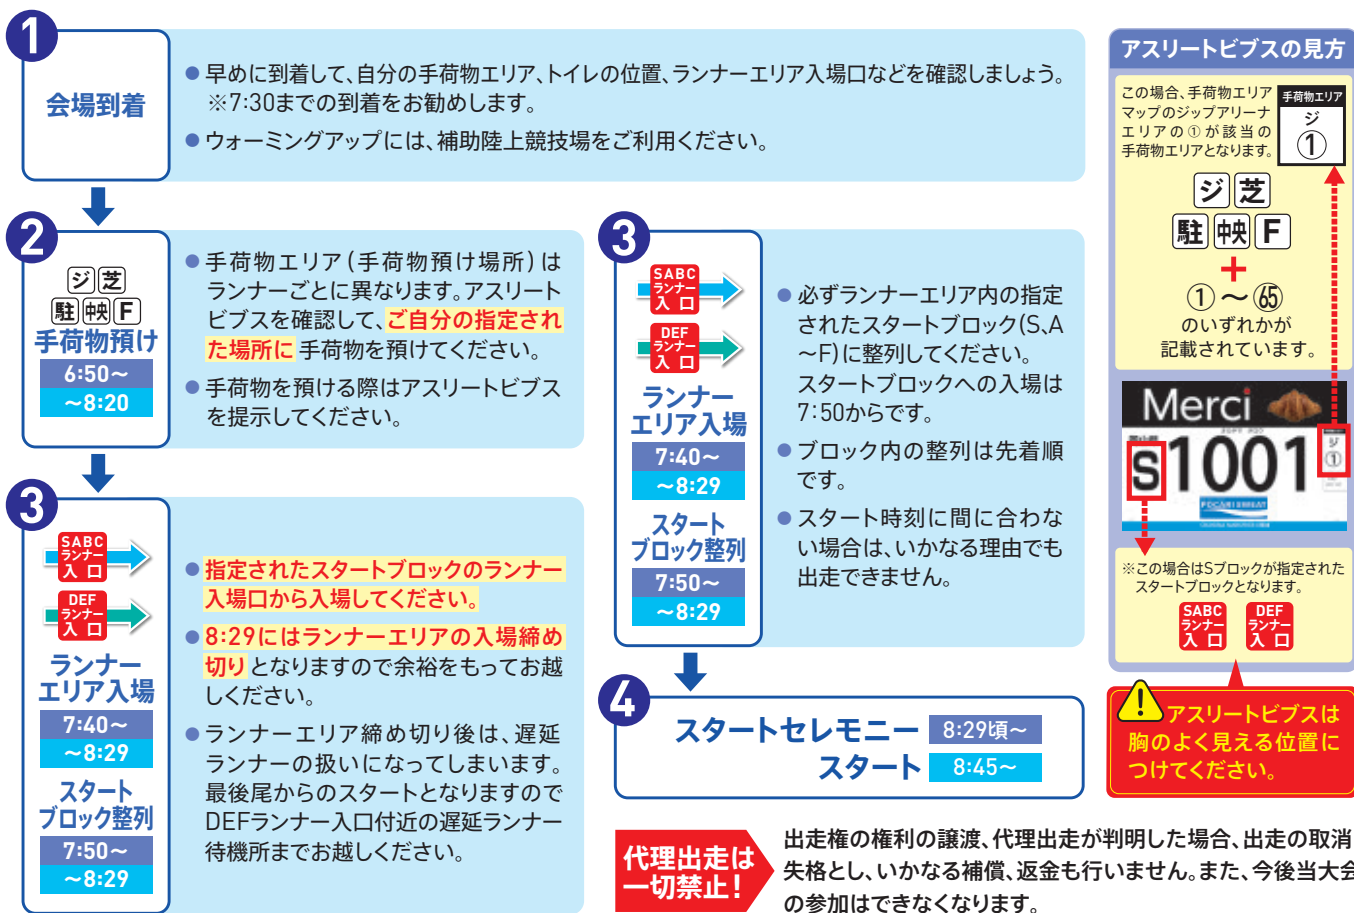 1
会場到着
●早めに到着して、自分の手荷物エリア、トイレの位置、ランナーエリア入場口などを確認しましょう。
※7:30までの到着をお勧めします。
●ウォーミングアップには、補助陸上競技場をご利用ください。
2
ジ 芝
駐 中央 F
手荷物預け
6:50～
～8:20
●手荷物エリア(手荷物預け場所)は
ランナーごとに異なります。アスリート
ビブスを確認して、ご自分の指定され
た場所に手荷物を預けてください。
●手荷物を預ける際はアスリートビブス
を提示してください。
3
SABC
ランナー
入口
DEF
ランナー
入口
ランナー
エリア入場
7:40～
～8:29
スタート
ブロック整列
7:50～
～8:29
●指定されたスタートブロックのランナー
入場口から入場してください。
●8:29にはランナーエリアの入場締め
切りとなりますので余裕をもってお越
しください。
●ランナーエリア締め切り後は、遅延
ランナーの扱いになってしまいます。
最後尾からのスタートとなりますので
DEFランナー入口付近の遅延ランナー
待機所までお越しください。
3
SABC
ランナー
入口
DEF
ランナー
入口
ランナー
エリア入場
7:40～
～8:29
スタート
ブロック整列
7:50～
～8:29
●必ずランナーエリア内の指定
されたスタートブロック(S、A
～F)に整列してください。
スタートブロックへの入場は
7:50からです。
●ブロック内の整列は先着順
です。
●スタート時刻に間に合わな
い場合は、いかなる理由でも
出走できません。
4
スタートセレモニー 8:29頃～
スタート 8:45～
代理出走は
一切禁止!
出走権の権利の譲渡、代理出走が判明した場合、出走の取消
失格とし、いかなる補償、返金も行いません。また、今後当大会
の参加はできなくなります。
アスリートビブスの見方
この場合、手荷物エリア
マップのジップアリーナ
エリアの①が該当の
手荷物エリアとなります。
手荷物エリア
ジ
①
ジ 芝
駐 中央 F
+
①～㊿+⑮
のいずれかが
記載されています。
Merci
S1001
ジ
①
POCARI SWEAT
※この場合はSブロックが指定された
スタートブロックとなります。
SABC
ランナー
入口
DEF
ランナー
入口
アスリートビブスは
胸のよく見える位置に
つけてください。